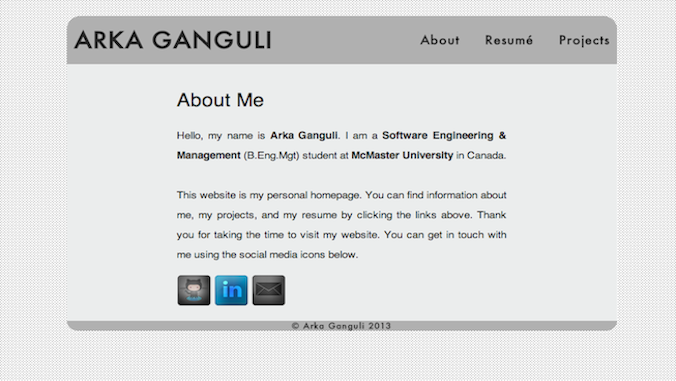 ARKA GANGULI
About Resumé Projects
About Me
Hello, my name is Arka Ganguli. I am a Software Engineering &
Management (B.Eng.Mgt) student at McMaster University in Canada.
This website is my personal homepage. You can find information about
me, my projects, and my resume by clicking the links above. Thank
you for taking the time to visit my website. You can get in touch with
me using the social media icons below.
in
© Arka Ganguli 2013